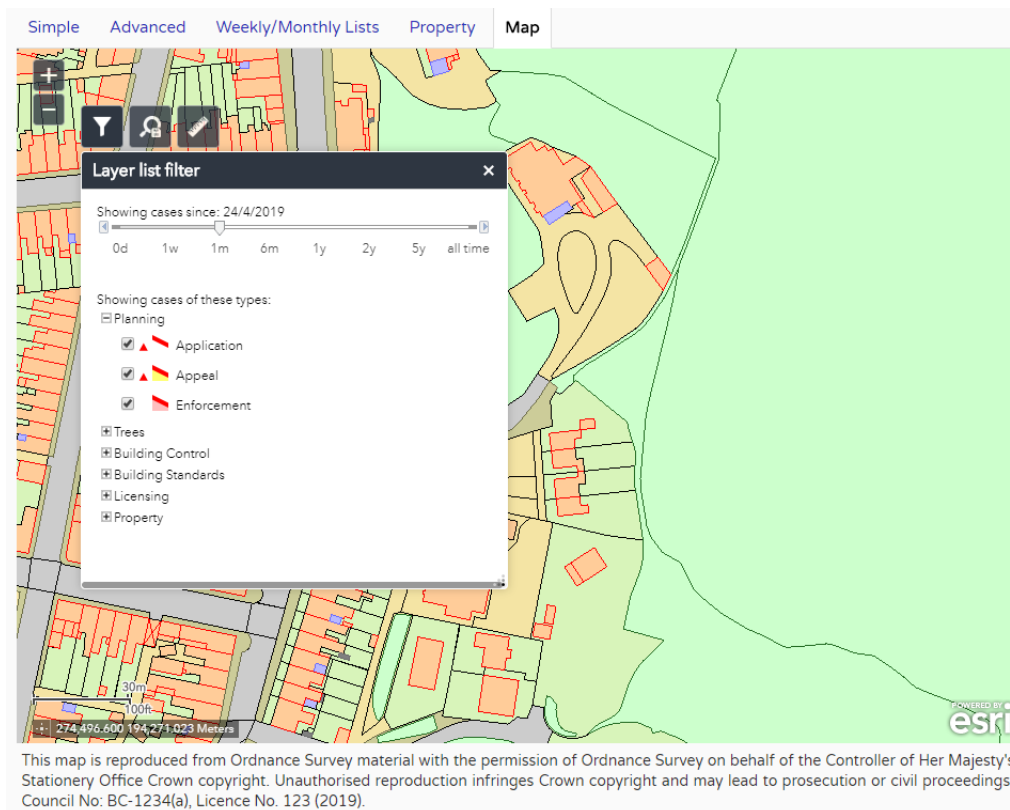 Simple Advanced Weekly/Monthly Lists Property Map
+
−
Layer list filter ×
Showing cases since: 24/4/2019
0d 1w 1m 6m 1y 2y 5y all time
Showing cases of these types:
Planning
Application
Appeal
Enforcement
Trees
Building Control
Building Standards
Licensing
Property
30m
100ft
274,496.600 194,271.023 Meters
POWERED BY
esri
This map is reproduced from Ordnance Survey material with the permission of Ordnance Survey on behalf of the Controller of Her Majesty's
Stationery Office Crown copyright. Unauthorised reproduction infringes Crown copyright and may lead to prosecution or civil proceedings
Council No: BC-1234(a), Licence No. 123 (2019).